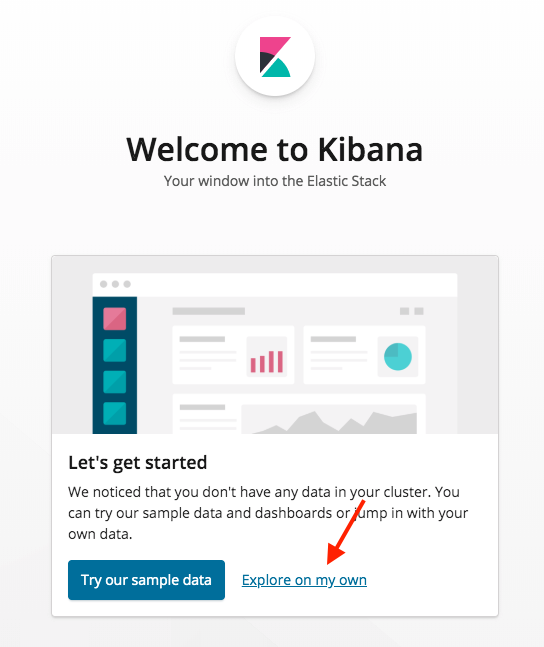 Welcome to Kibana
Your window into the Elastic Stack
Let's get started
We noticed that you don't have any data in your cluster. You
can try our sample data and dashboards or jump in with your
own data.
Try our sample data
Explore on my own